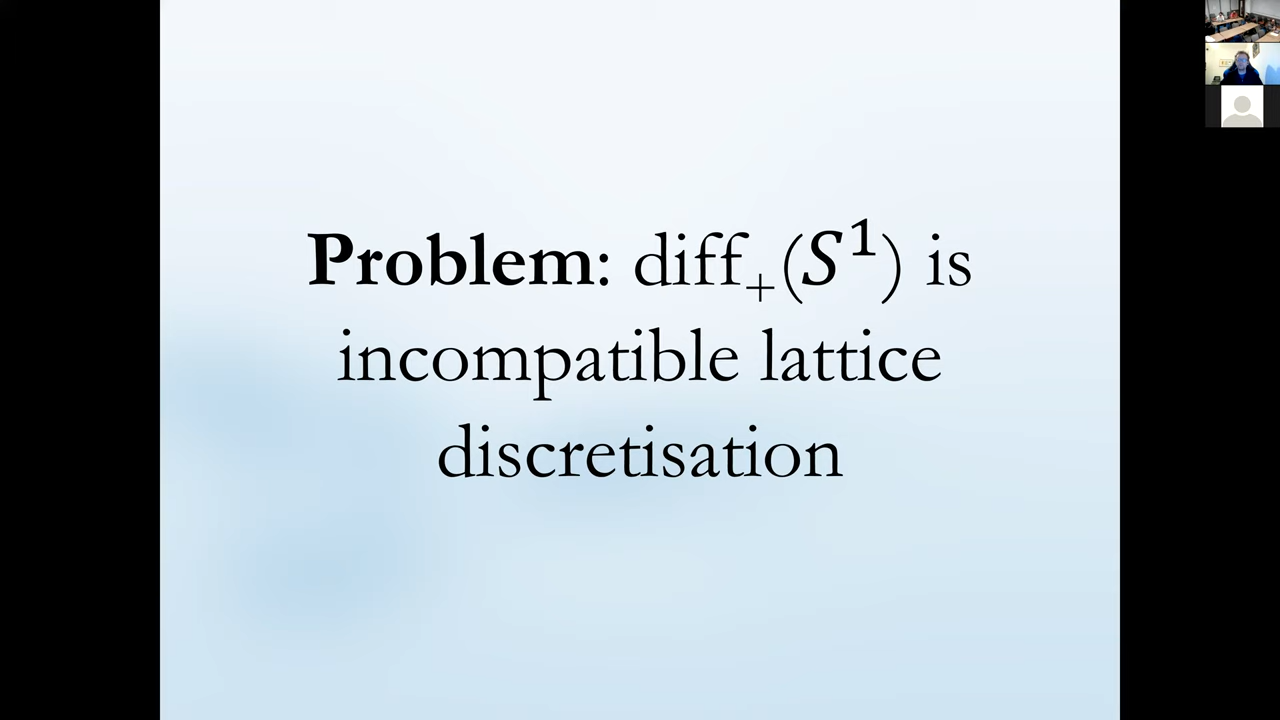 Problem: diff₊(S¹) is
incompatible lattice
discretisation